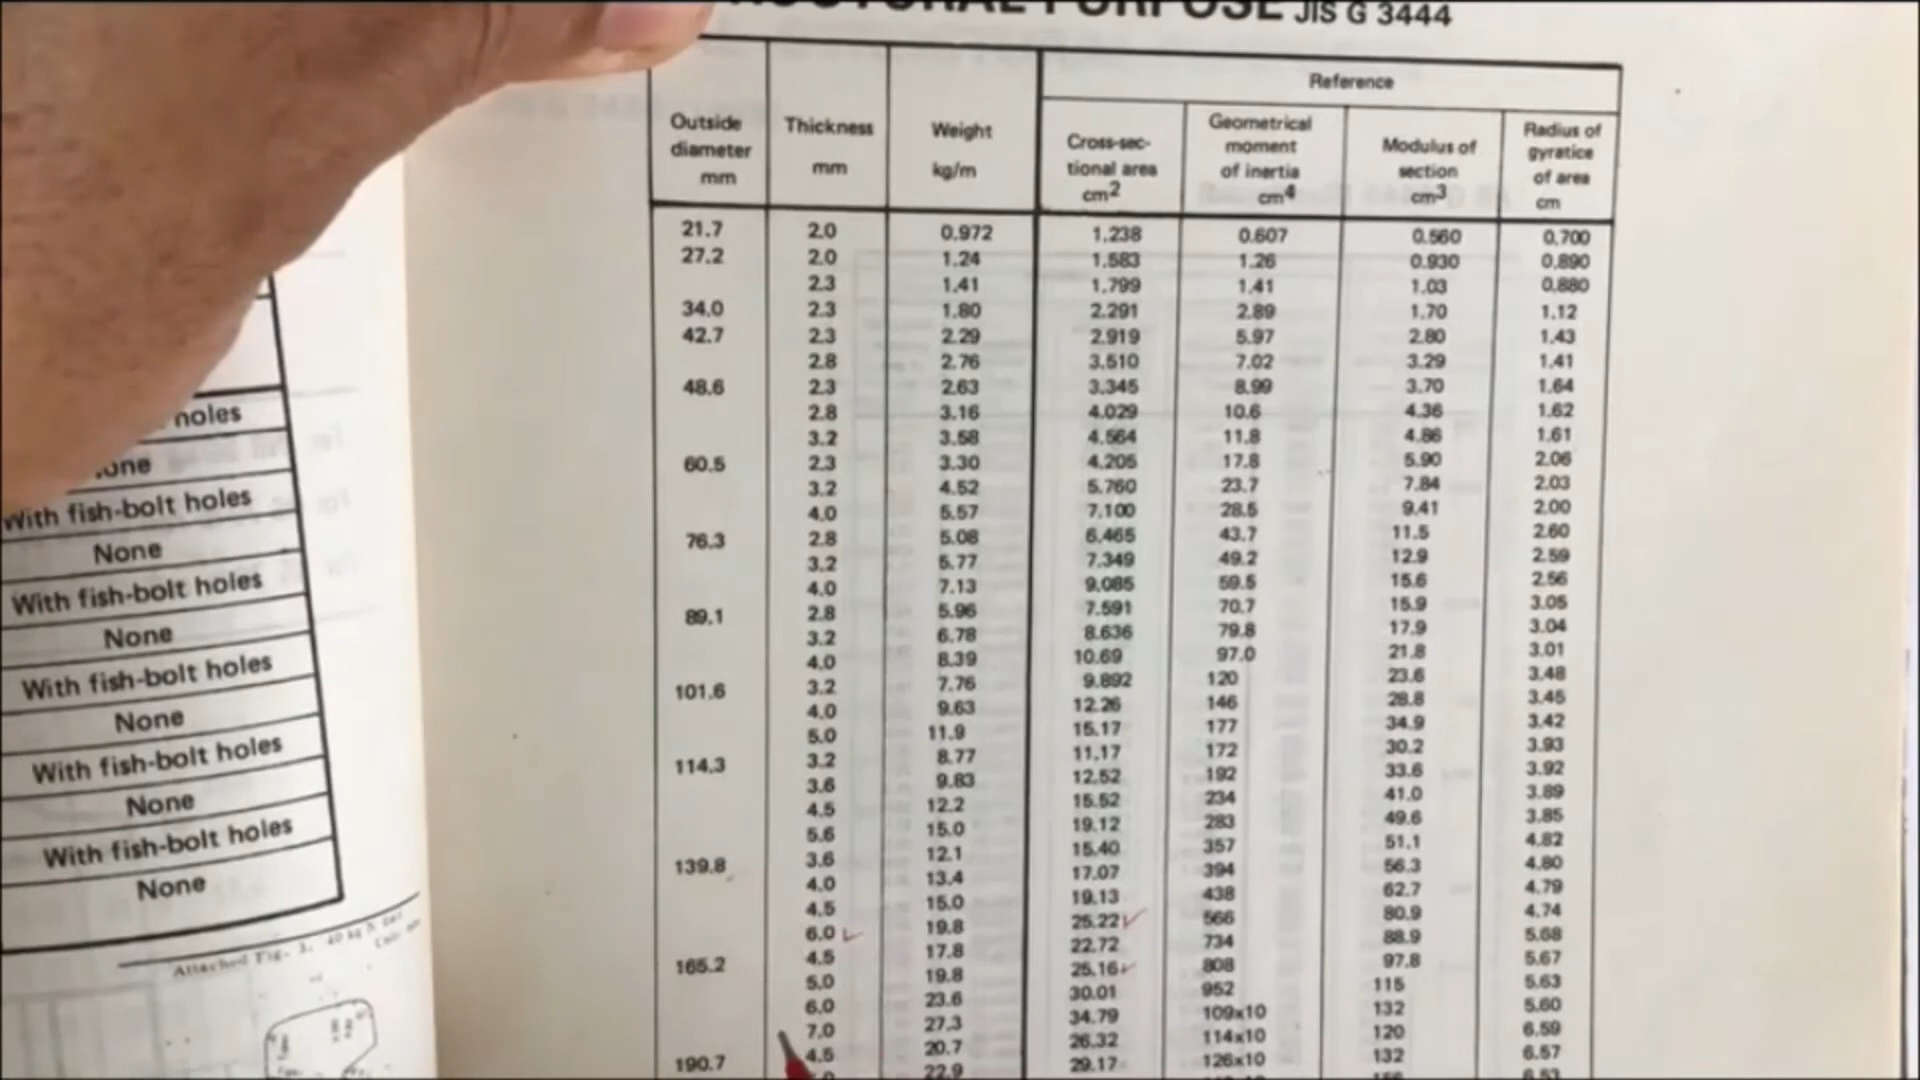 JIS G 3444
holes
With fish-bolt holes
None
With fish-bolt holes
None
With fish-bolt holes
None
With fish-bolt holes
None
With fish-bolt holes
None
Attached Fig. 3.
Reference
Outside diameter mm
Thickness mm
Weight kg/m
Cross-sec-
tional area
cm2
Geometrical
moment
of inertia
cm4
Modulus of
section
cm3
Radius of
gyratice
of area
cm
21.7 2.0 0.972 1.238 0.607 0.560 0.700
27.2 2.0 1.24 1.583 1.26 0.930 0.890
2.3 1.41 1.799 1.41 1.03 0.880
34.0 2.3 1.80 2.291 2.89 1.70 1.12
42.7 2.3 2.29 2.919 5.97 2.80 1.43
2.8 2.76 3.510 7.02 3.29 1.41
48.6 2.3 2.63 3.345 8.99 3.70 1.64
2.8 3.16 4.029 10.6 4.36 1.62
3.2 3.58 4.564 11.8 4.86 1.61
60.5 2.3 3.30 4.205 17.8 5.90 2.06
3.2 4.52 5.760 23.7 7.84 2.03
4.0 5.57 7.100 28.5 9.41 2.00
76.3 2.8 5.08 6.465 43.7 11.5 2.60
3.2 5.77 7.349 49.2 12.9 2.59
4.0 7.13 9.085 59.5 15.6 2.56
89.1 2.8 5.96 7.591 70.7 15.9 3.05
3.2 6.78 8.636 79.8 17.9 3.04
4.0 8.39 10.69 97.0 21.8 3.01
101.6 3.2 7.76 9.892 120 23.6 3.48
4.0 9.63 12.26 146 28.8 3.45
5.0 11.9 15.17 177 34.9 3.42
114.3 3.2 8.77 11.17 172 30.2 3.93
3.6 9.83 12.52 192 33.6 3.92
4.5 12.2 15.52 234 41.0 3.89
5.6 15.0 19.12 283 49.6 3.85
139.8 3.6 12.1 15.40 357 51.1 4.82
4.0 13.4 17.07 394 56.3 4.80
4.5 15.0 19.13 438 62.7 4.79
6.0 19.8 25.22 566 80.9 4.74
165.2 4.5 17.8 22.72 734 88.9 5.68
5.0 19.8 25.16 808 97.8 5.67
6.0 23.6 30.01 952 115 5.63
7.0 27.3 34.79 109x10 132 5.60
190.7 4.5 20.7 26.32 114x10 120 6.59
22.9 29.17 126x10 132 6.57